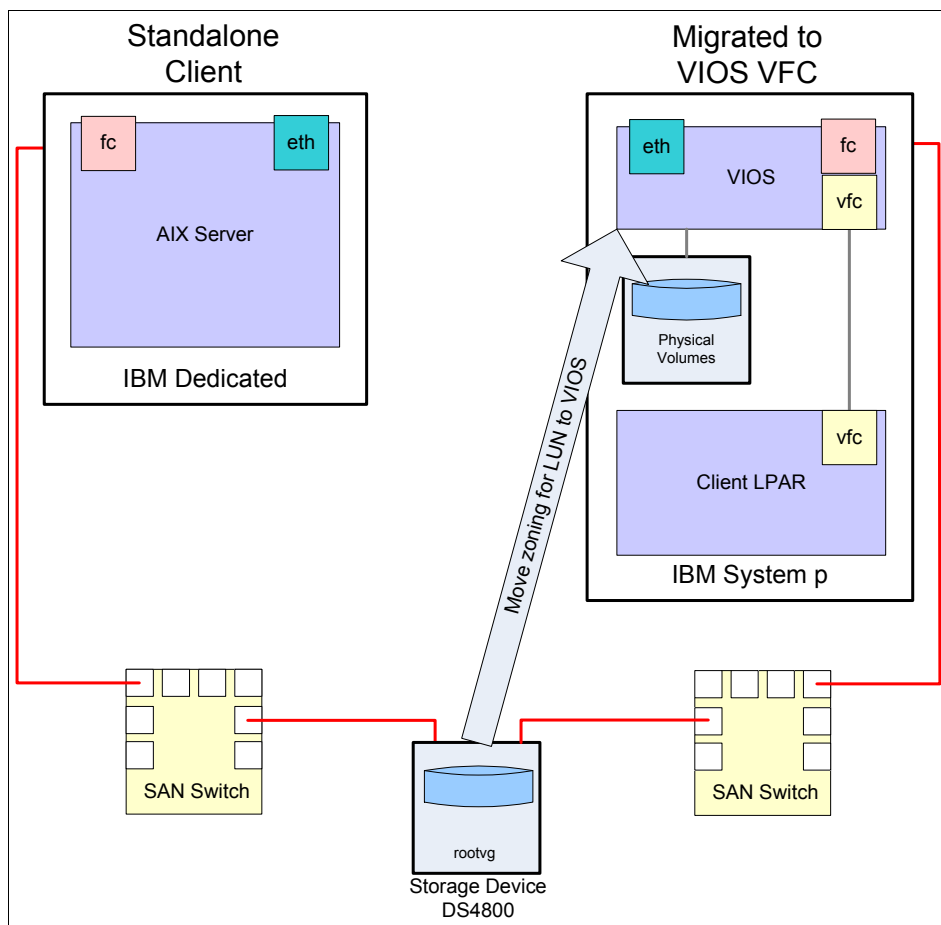 Standalone
Client
Migrated to
VIOS VFC
fc
eth
AIX Server
IBM Dedicated
eth
fc
VIOS
vfc
Physical
Volumes
Move zoning for LUN to VIOS
vfc
Client LPAR
IBM System p
SAN Switch
SAN Switch
rootvg
Storage Device
DS4800